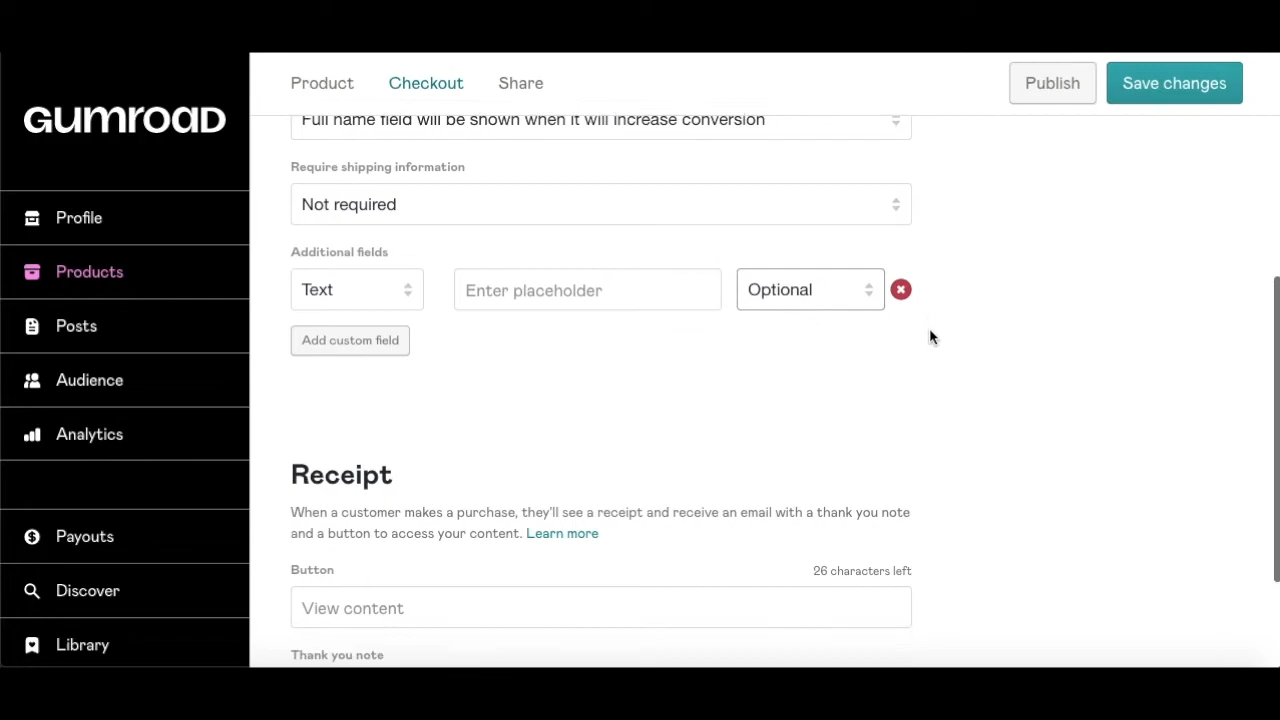 Product
Checkout
Share
Publish
Save changes
GUMROAD
Profile
Products
Posts
Audience
Analytics
Payouts
Discover
Library
Full name field will be shown when it will increase conversion
Require shipping information
Not required
Additional fields
Text
Enter placeholder
Optional
Add custom field
Receipt
When a customer makes a purchase, they'll see a receipt and receive an email with a thank you note
and a button to access your content. Learn more
Button
26 characters left
View content
Thank you note